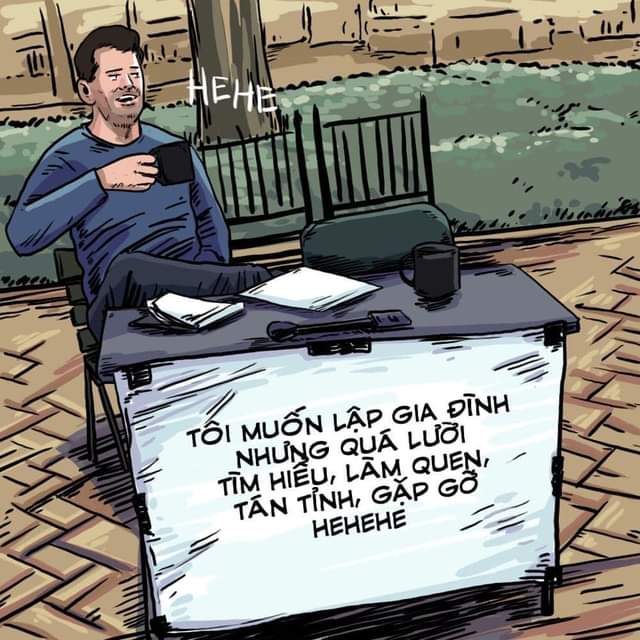 HEHE
TÔI MUỐN LẬP GIA ĐÌNH
NHƯNG QUÁ LƯỜI
TÌM HIỂU, LÀM QUEN,
TÁN TỈNH, GẶP GỠ
HEHEHE